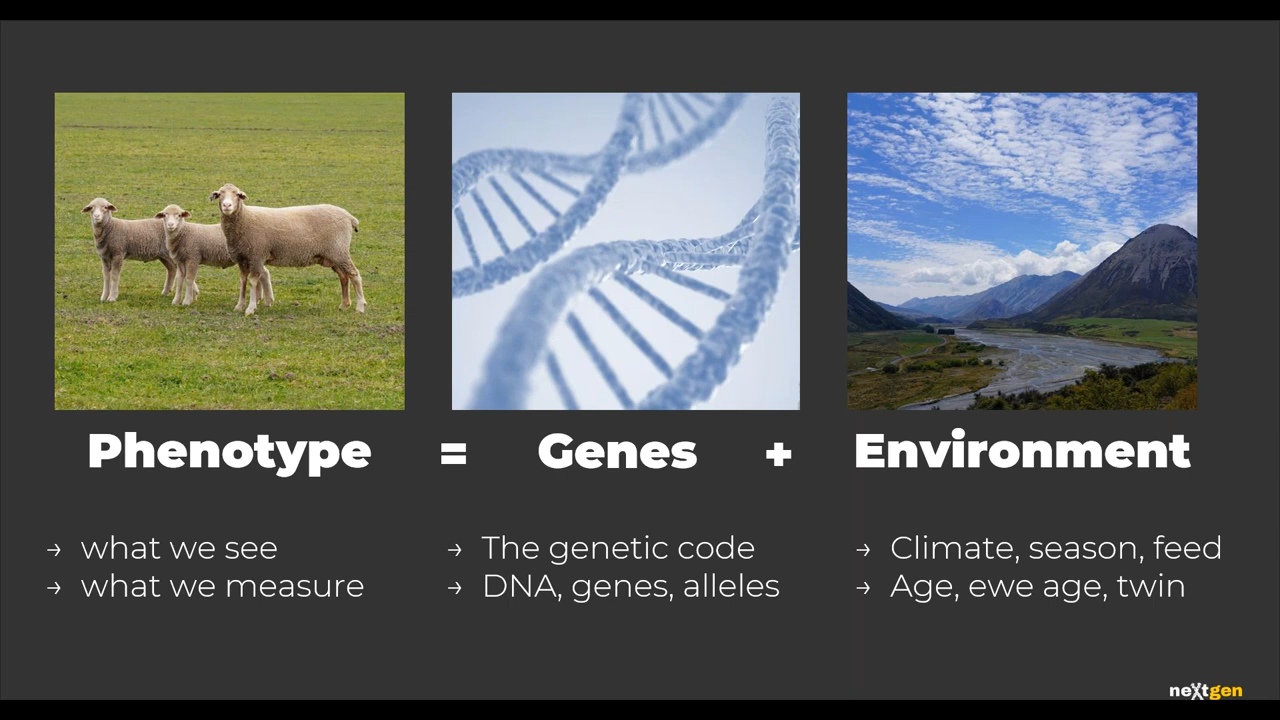 Phenotype = Genes + Environment
→ what we see
→ what we measure
→ The genetic code
→ DNA, genes, alleles
→ Climate, season, feed
→ Age, ewe age, twin
nextgen